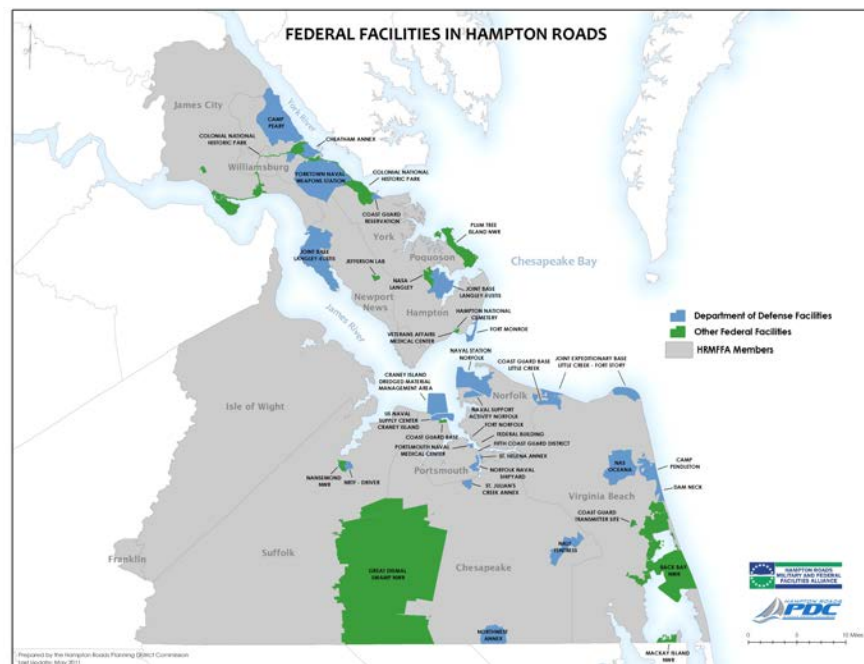 FEDERAL FACILITIES IN HAMPTON ROADS
James City
York River
CAMP
PEARY
COLONIAL NATIONAL
HISTORIC PARK
CHEATHAM ANNEX
Williamsburg
YORKTOWN NAVAL
WEAPONS STATION
COLONIAL NATIONAL
HISTORIC PARK
COAST GUARD
RESERVATION
York
PLUM TREE
ISLAND NWR
Poquoson
Chesapeake Bay
JOINT BASE
LANGLEY-EUSTIS
JEFFERSON LAB
NASA
LANGLEY
JOINT BASE
LANGLEY-EUSTIS
Newport
News
Hampton
HAMPTON NATIONAL
CEMETERY
James River
VETERANS AFFAIRS
MEDICAL CENTER
FORT MONROE
Department of Defense Facilities
Other Federal Facilities
HRMFFA Members
NAVAL STATION
NORFOLK
COAST GUARD BASE
LITTLE CREEK
JOINT EXPEDITIONARY BASE
LITTLE CREEK - FORT STORY
CRANEY ISLAND
DREDGED MATERIAL
MANAGEMENT AREA
Norfolk
Isle of Wight
US NAVAL
SUPPLY CENTER
CRANEY ISLAND
NAVAL SUPPORT
ACTIVITY NORFOLK
FORT NORFOLK
COAST GUARD BASE
FEDERAL BUILDING
PORTSMOUTH NAVAL
MEDICAL CENTER
FIFTH COAST GUARD DISTRICT
ST. HELENA ANNEX
NORFOLK NAVAL
SHIPYARD
Portsmouth
NAS
OCEANA
CAMP
PENDLETON
NANSEMOND
NWR
NRTF - DRIVER
ST. JULIAN'S
CREEK ANNEX
DAM NECK
Virginia Beach
COAST GUARD
TRANSMITTER SITE
Franklin
Suffolk
GREAT DISMAL
SWAMP NWR
Chesapeake
NALF
FENTRESS
BACK BAY
NWR
HAMPTON ROADS
MILITARY AND FEDERAL
FACILITIES ALLIANCE
HAMPTON ROADS
PDC
NORTHWEST
ANNEX
MACKAY ISLAND
NWR
0
5
10 Miles
Prepared by the Hampton Roads Planning District Commission
Last Update: May 2011